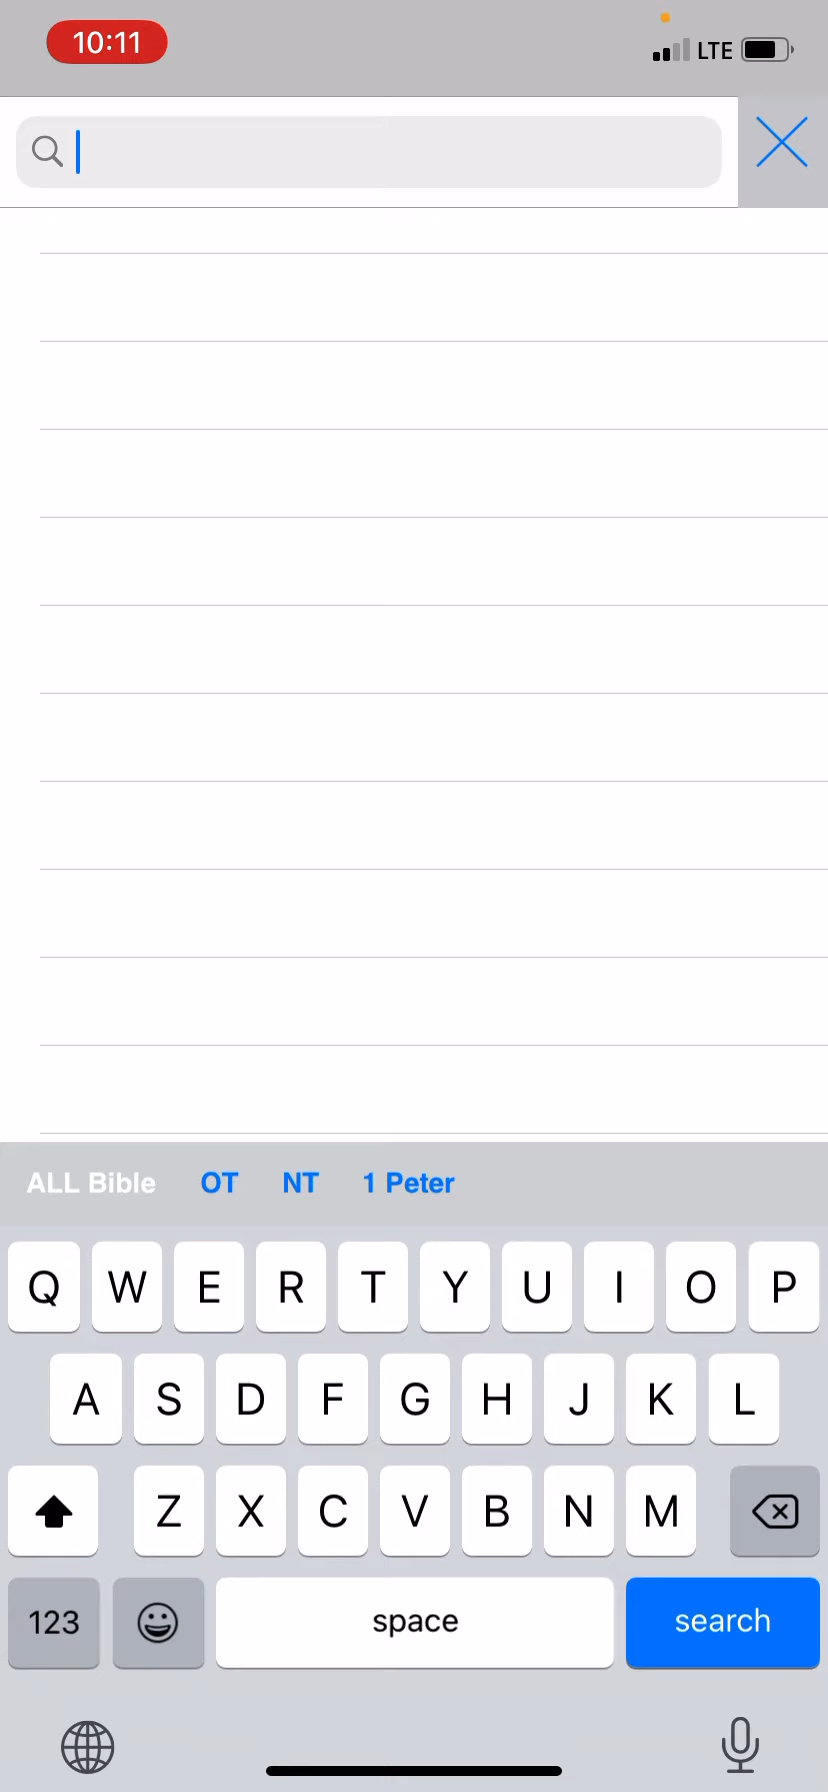 10:11 LTE
ALL Bible OT NT 1 Peter
Q W E R T Y U I O P
A S D F G H J K L
Z X C V B N M
123 space search